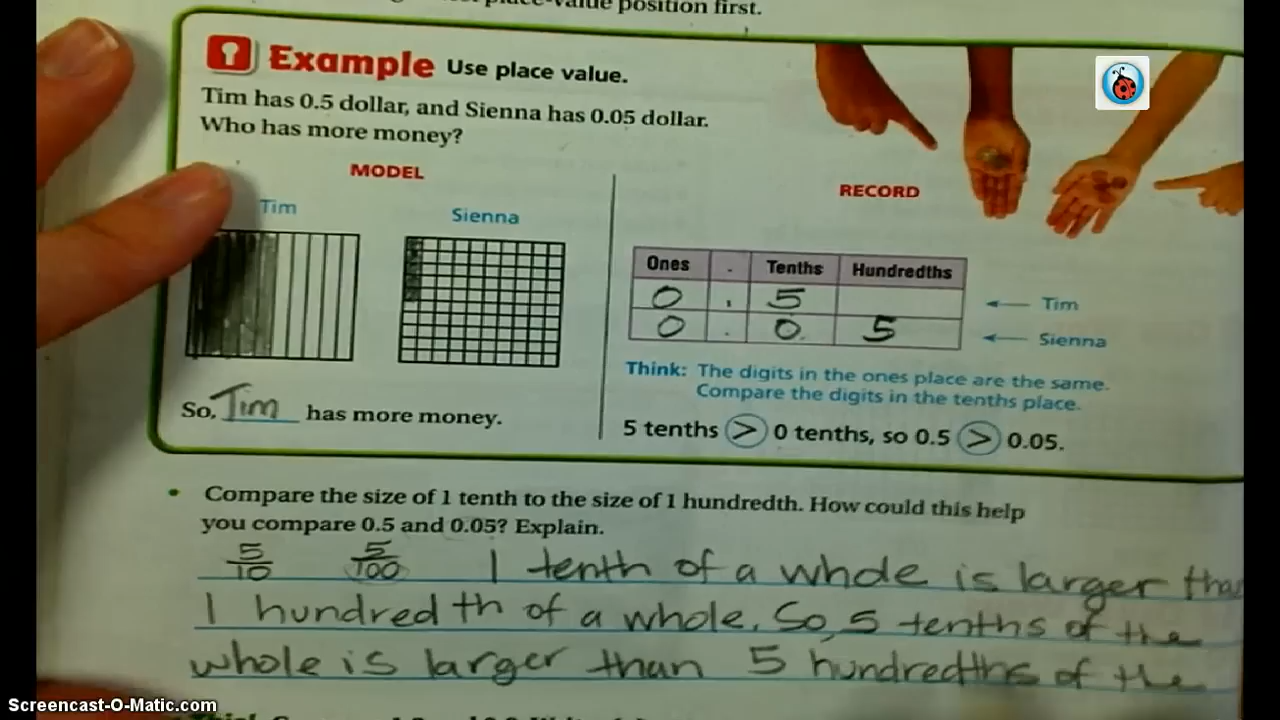 place-value position first.
Example Use place value.
Tim has 0.5 dollar, and Sienna has 0.05 dollar.
Who has more money?
MODEL
RECORD
Tim
Sienna
Ones . Tenths Hundredths
0 . 5
Tim
0 . 0 5
Sienna
Think: The digits in the ones place are the same.
Compare the digits in the tenths place.
So, Tim has more money.
5 tenths > 0 tenths, so 0.5 > 0.05.
• Compare the size of 1 tenth to the size of 1 hundredth. How could this help
you compare 0.5 and 0.05? Explain.
5/10 5/100 1 tenth of a whole is larger than
1 hundredth of a whole. So, 5 tenths of the
whole is larger than 5 hundredths of the
Screencast-O-Matic.com